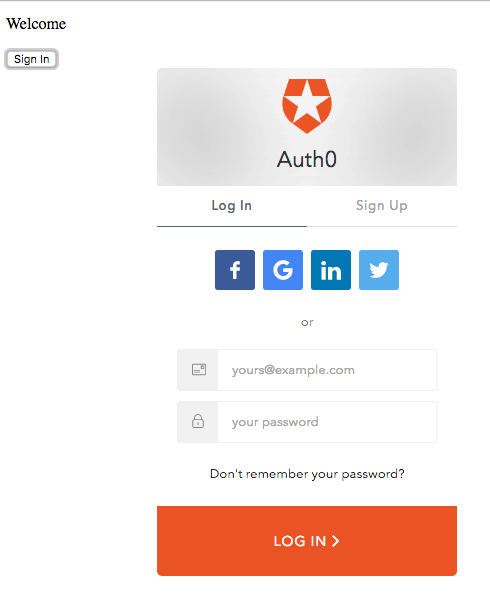 Welcome
Sign In
Auth0
Log In
Sign Up
or
yours@example.com
your password
Don't remember your password?
LOG IN